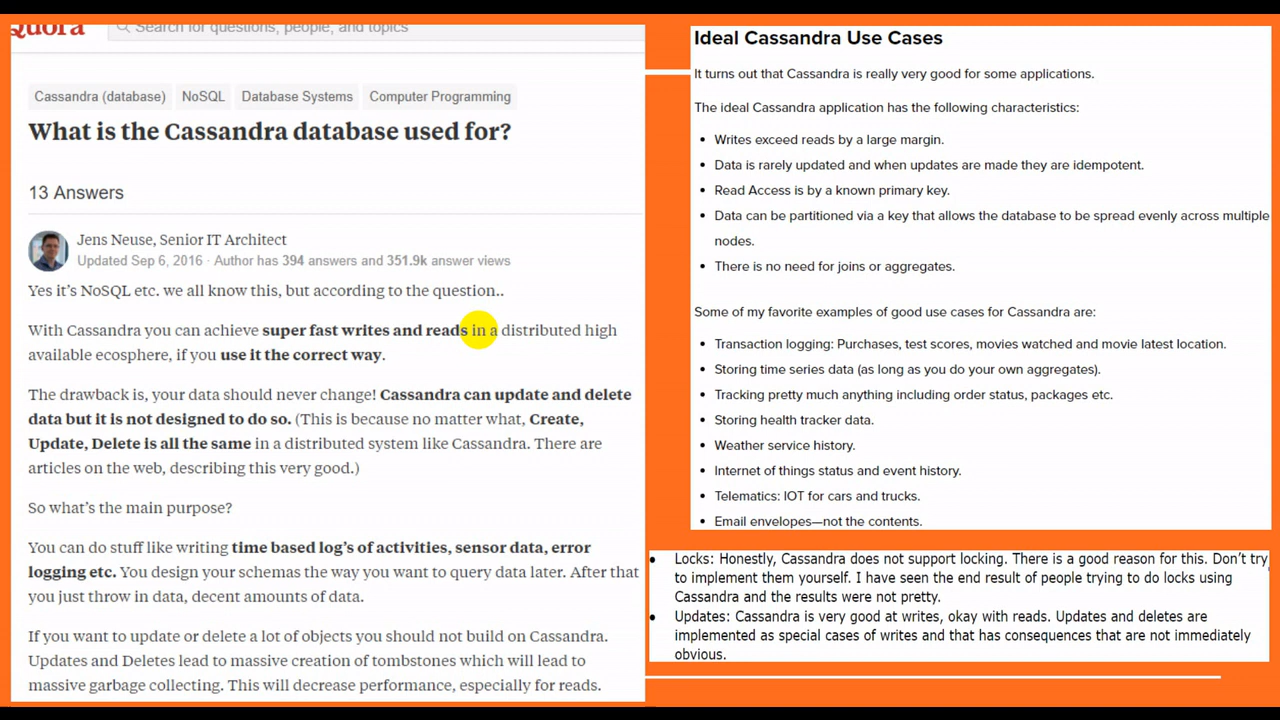 Quora
Search for questions, people, and topics
Cassandra (database) NoSQL Database Systems Computer Programming
What is the Cassandra database used for?
13 Answers
Jens Neuse, Senior IT Architect
Updated Sep 6, 2016 · Author has 394 answers and 351.9k answer views
Yes it's NoSQL etc. we all know this, but according to the question..
With Cassandra you can achieve super fast writes and reads in a distributed high
available ecosphere, if you use it the correct way.
The drawback is, your data should never change! Cassandra can update and delete
data but it is not designed to do so. (This is because no matter what, Create,
Update, Delete is all the same in a distributed system like Cassandra. There are
articles on the web, describing this very good.)
So what's the main purpose?
You can do stuff like writing time based log's of activities, sensor data, error
logging etc. You design your schemas the way you want to query data later. After that
you just throw in data, decent amounts of data.
If you want to update or delete a lot of objects you should not build on Cassandra.
Updates and Deletes lead to massive creation of tombstones which will lead to
massive garbage collecting. This will decrease performance, especially for reads.
Ideal Cassandra Use Cases
It turns out that Cassandra is really very good for some applications.
The ideal Cassandra application has the following characteristics:
• Writes exceed reads by a large margin.
• Data is rarely updated and when updates are made they are idempotent.
• Read Access is by a known primary key.
• Data can be partitioned via a key that allows the database to be spread evenly across multiple
nodes.
• There is no need for joins or aggregates.
Some of my favorite examples of good use cases for Cassandra are:
• Transaction logging: Purchases, test scores, movies watched and movie latest location.
• Storing time series data (as long as you do your own aggregates).
• Tracking pretty much anything including order status, packages etc.
• Storing health tracker data.
• Weather service history.
• Internet of things status and event history.
• Telematics: IOT for cars and trucks.
• Email envelopes—not the contents.
• Locks: Honestly, Cassandra does not support locking. There is a good reason for this. Don't try
to implement them yourself. I have seen the end result of people trying to do locks using
Cassandra and the results were not pretty.
• Updates: Cassandra is very good at writes, okay with reads. Updates and deletes are
implemented as special cases of writes and that has consequences that are not immediately
obvious.